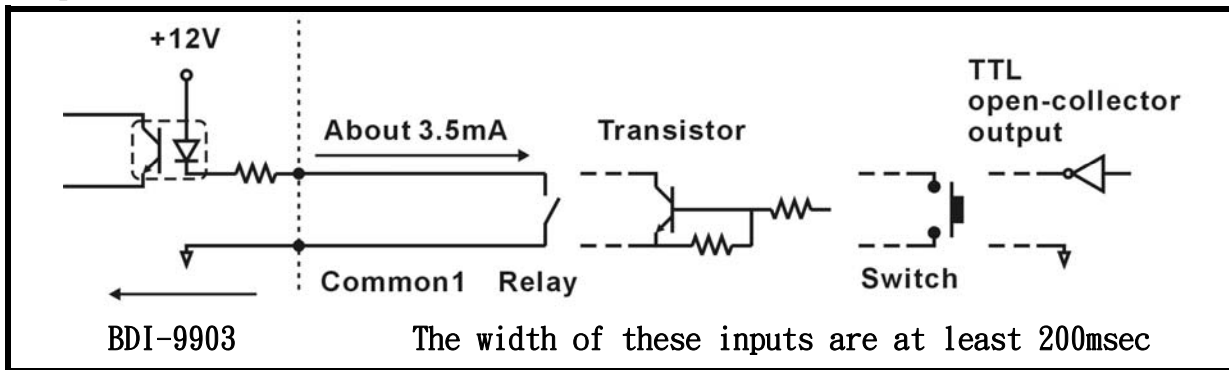 +12V
About 3.5mA
Transistor
TTL
open-collector
output
Common1
Relay
Switch
BDI-9903
The width of these inputs are at least 200msec